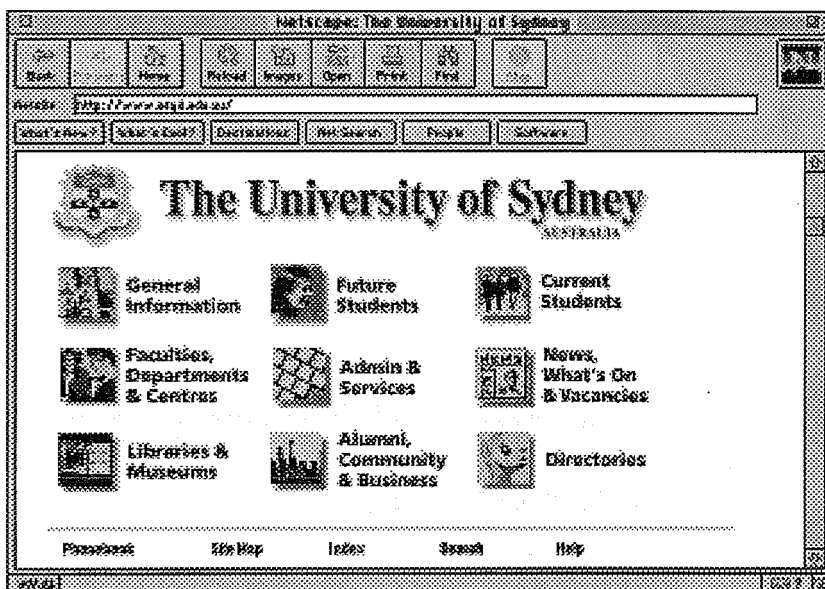 Netscape: The University of Sydney
Back Home Reload Images Open Print Find
What's New? What's Cool? Destinations Net Search People Software
The University of Sydney
AUSTRALIA
General
Information
Future
Students
Current
Students
Faculties,
Departments
& Centres
Admin &
Services
News,
What's On
& Vacancies
Libraries &
Museums
Alumni,
Community
& Business
Directories
Site Map Index Search Help